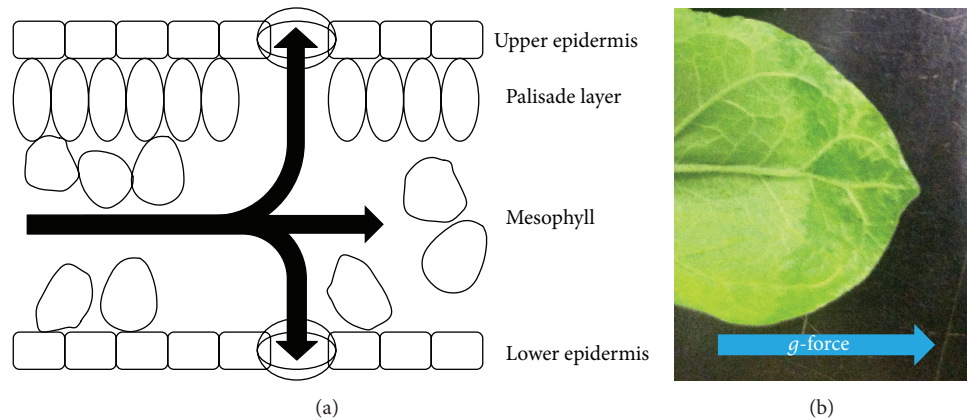 Upper epidermis
Palisade layer
Mesophyll
Lower epidermis
g-force
(a)
(b)